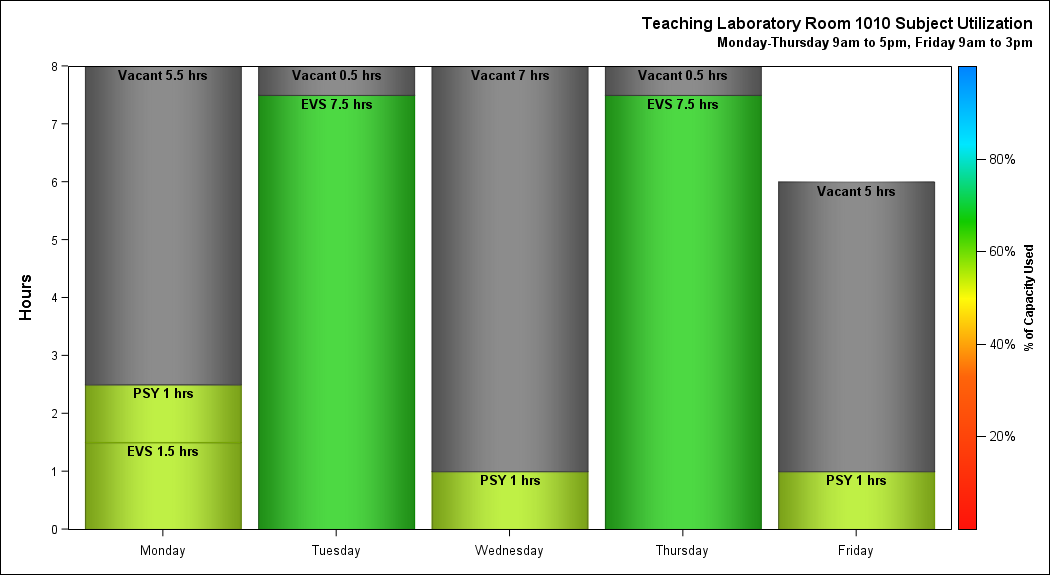 Teaching Laboratory Room 1010 Subject Utilization
Monday-Thursday 9am to 5pm, Friday 9am to 3pm
Hours
8
7
6
5
4
3
2
1
0
Vacant 5.5 hrs
PSY 1 hrs
EVS 1.5 hrs
Vacant 0.5 hrs
EVS 7.5 hrs
Vacant 7 hrs
PSY 1 hrs
Vacant 0.5 hrs
EVS 7.5 hrs
Vacant 5 hrs
PSY 1 hrs
Monday
Tuesday
Wednesday
Thursday
Friday
80%
60%
40%
20%
% of Capacity Used